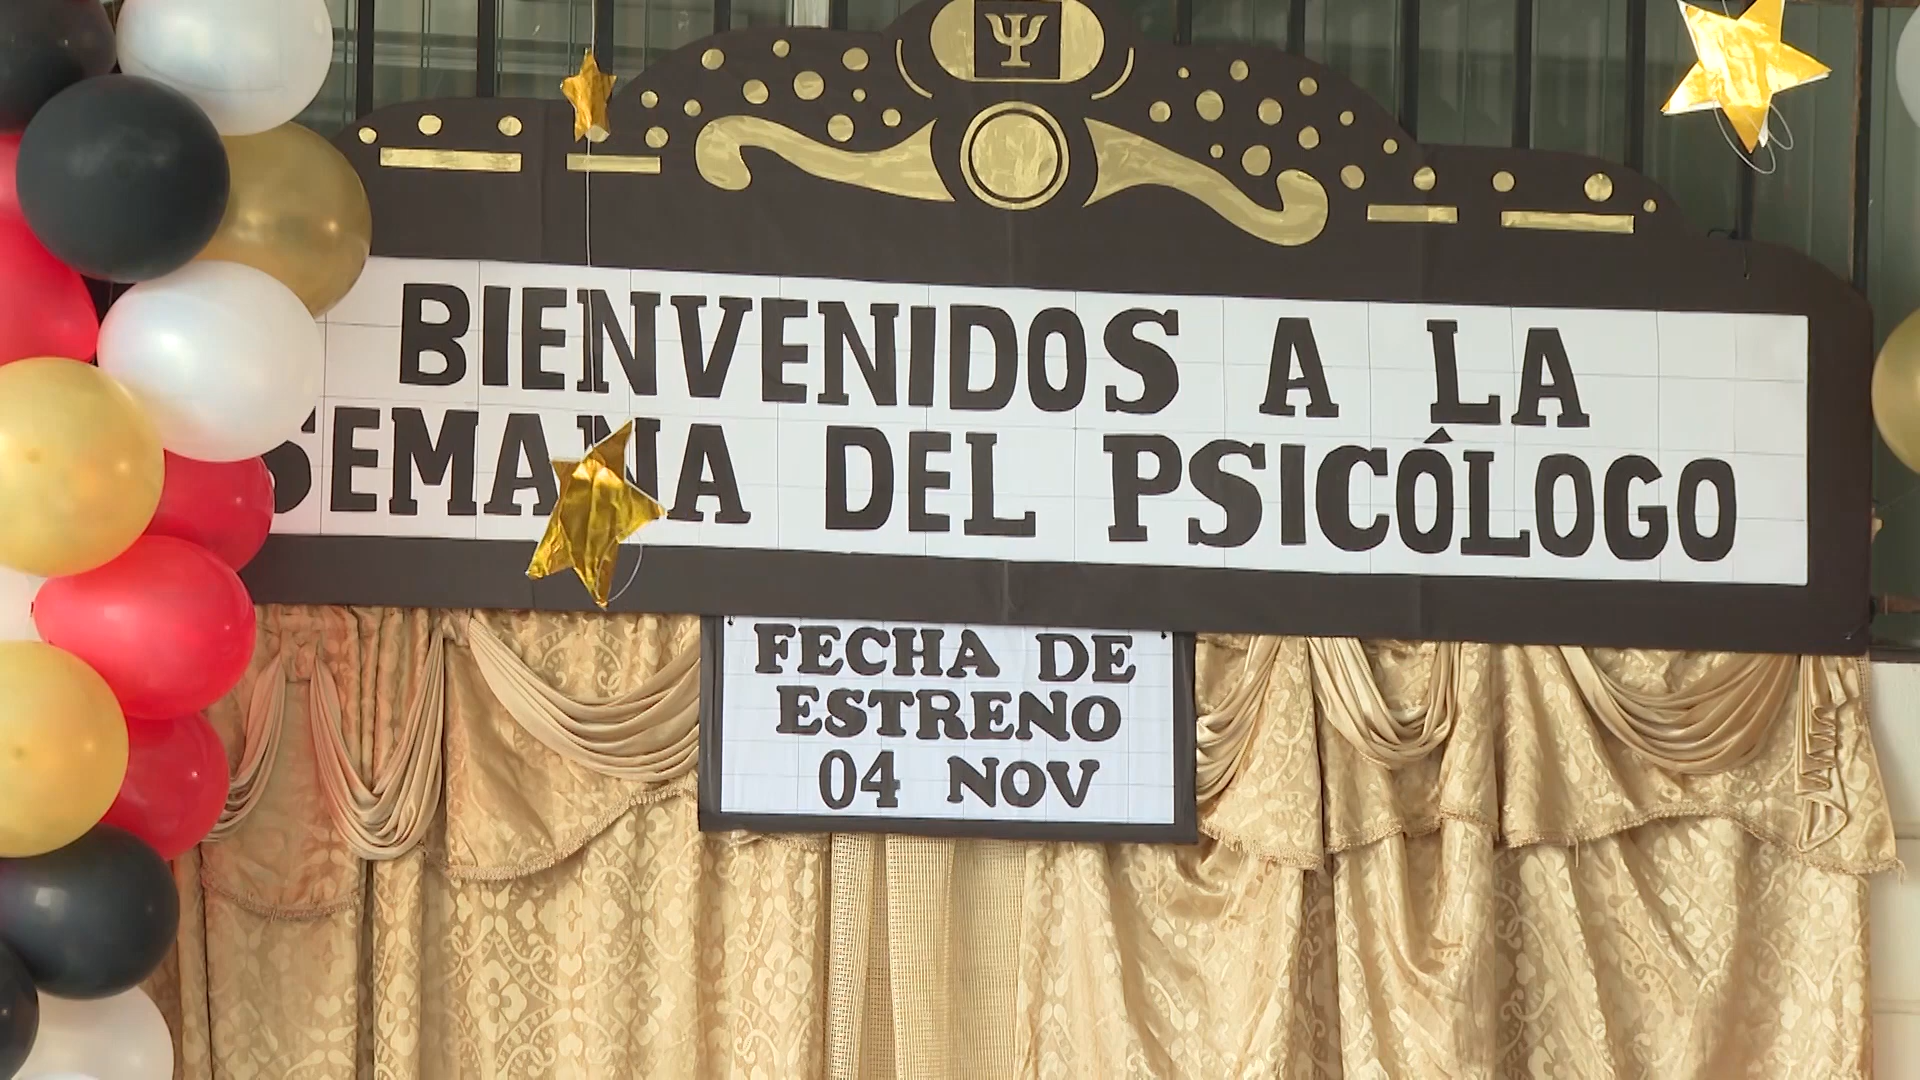 Ψ
BIENVENIDOS A LA
SEMANA DEL PSICÓLOGO
FECHA DE
ESTRENO
04 NOV